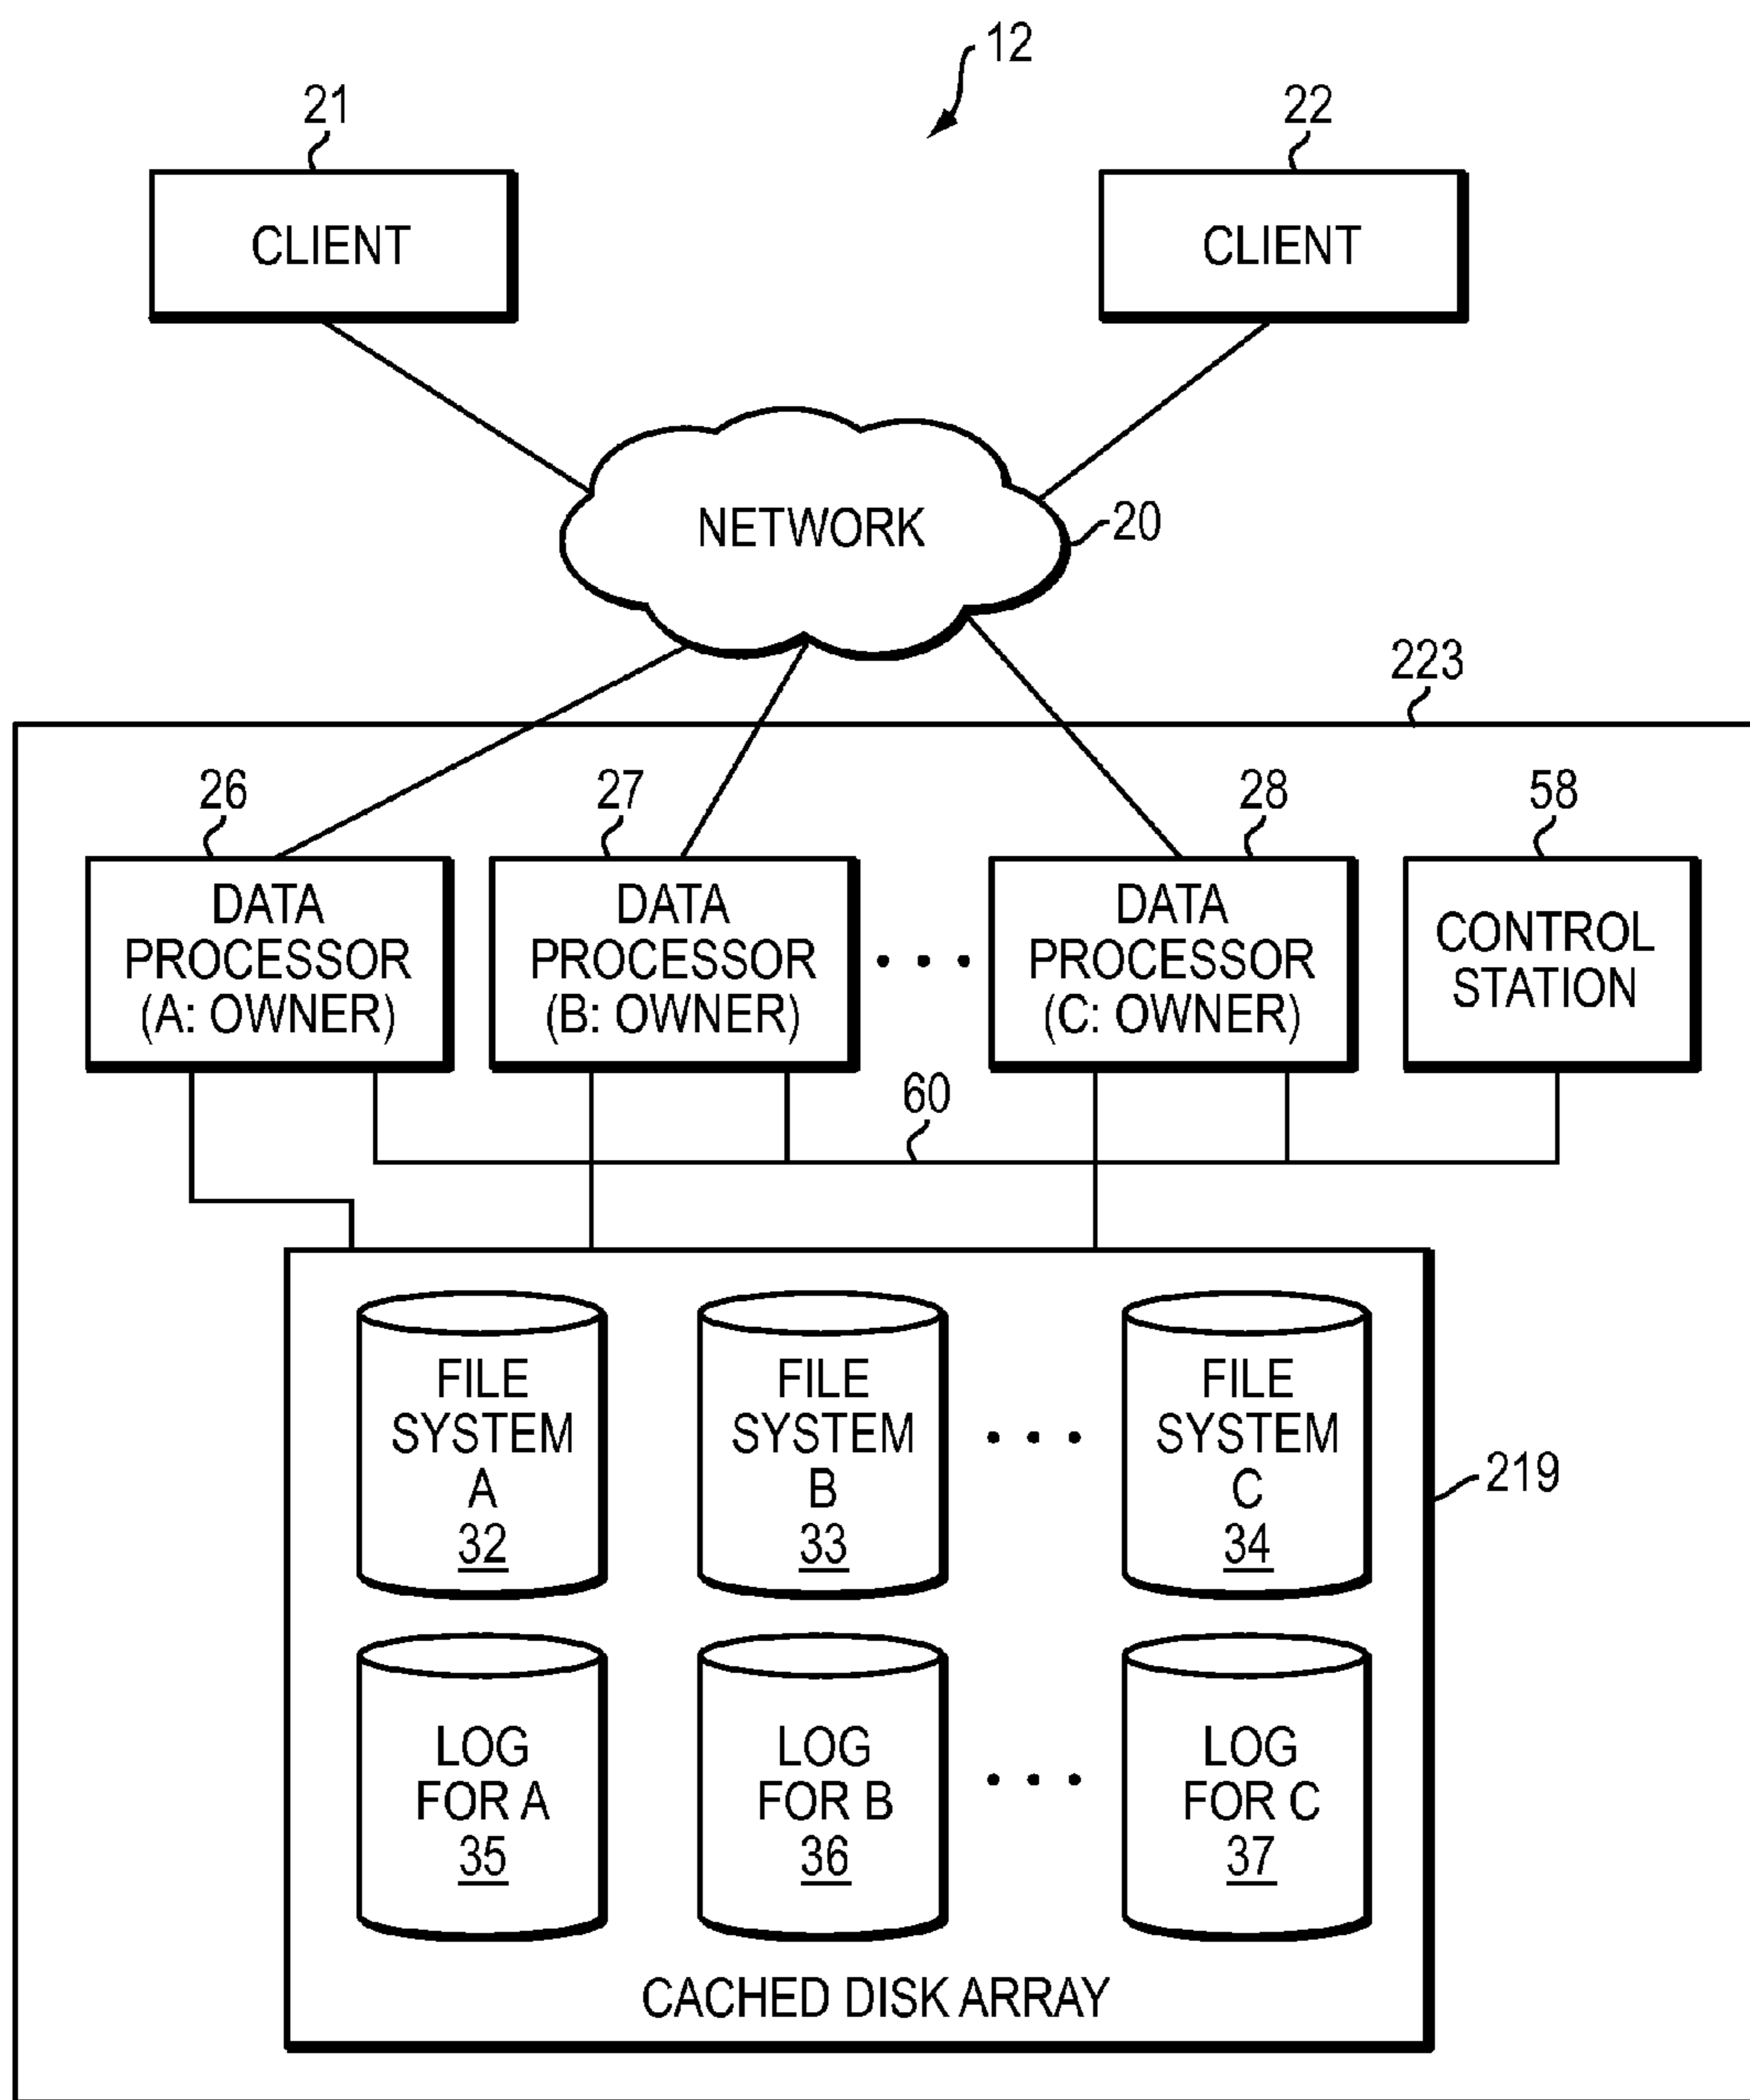 12
21
22
CLIENT
CLIENT
NETWORK
20
223
26
27
28
58
DATA
PROCESSOR
(A: OWNER)
DATA
PROCESSOR
(B: OWNER)
DATA
PROCESSOR
(C: OWNER)
CONTROL
STATION
60
FILE
SYSTEM
A
32
FILE
SYSTEM
B
33
FILE
SYSTEM
C
34
219
LOG
FOR A
35
LOG
FOR B
36
LOG
FOR C
37
CACHED DISK ARRAY